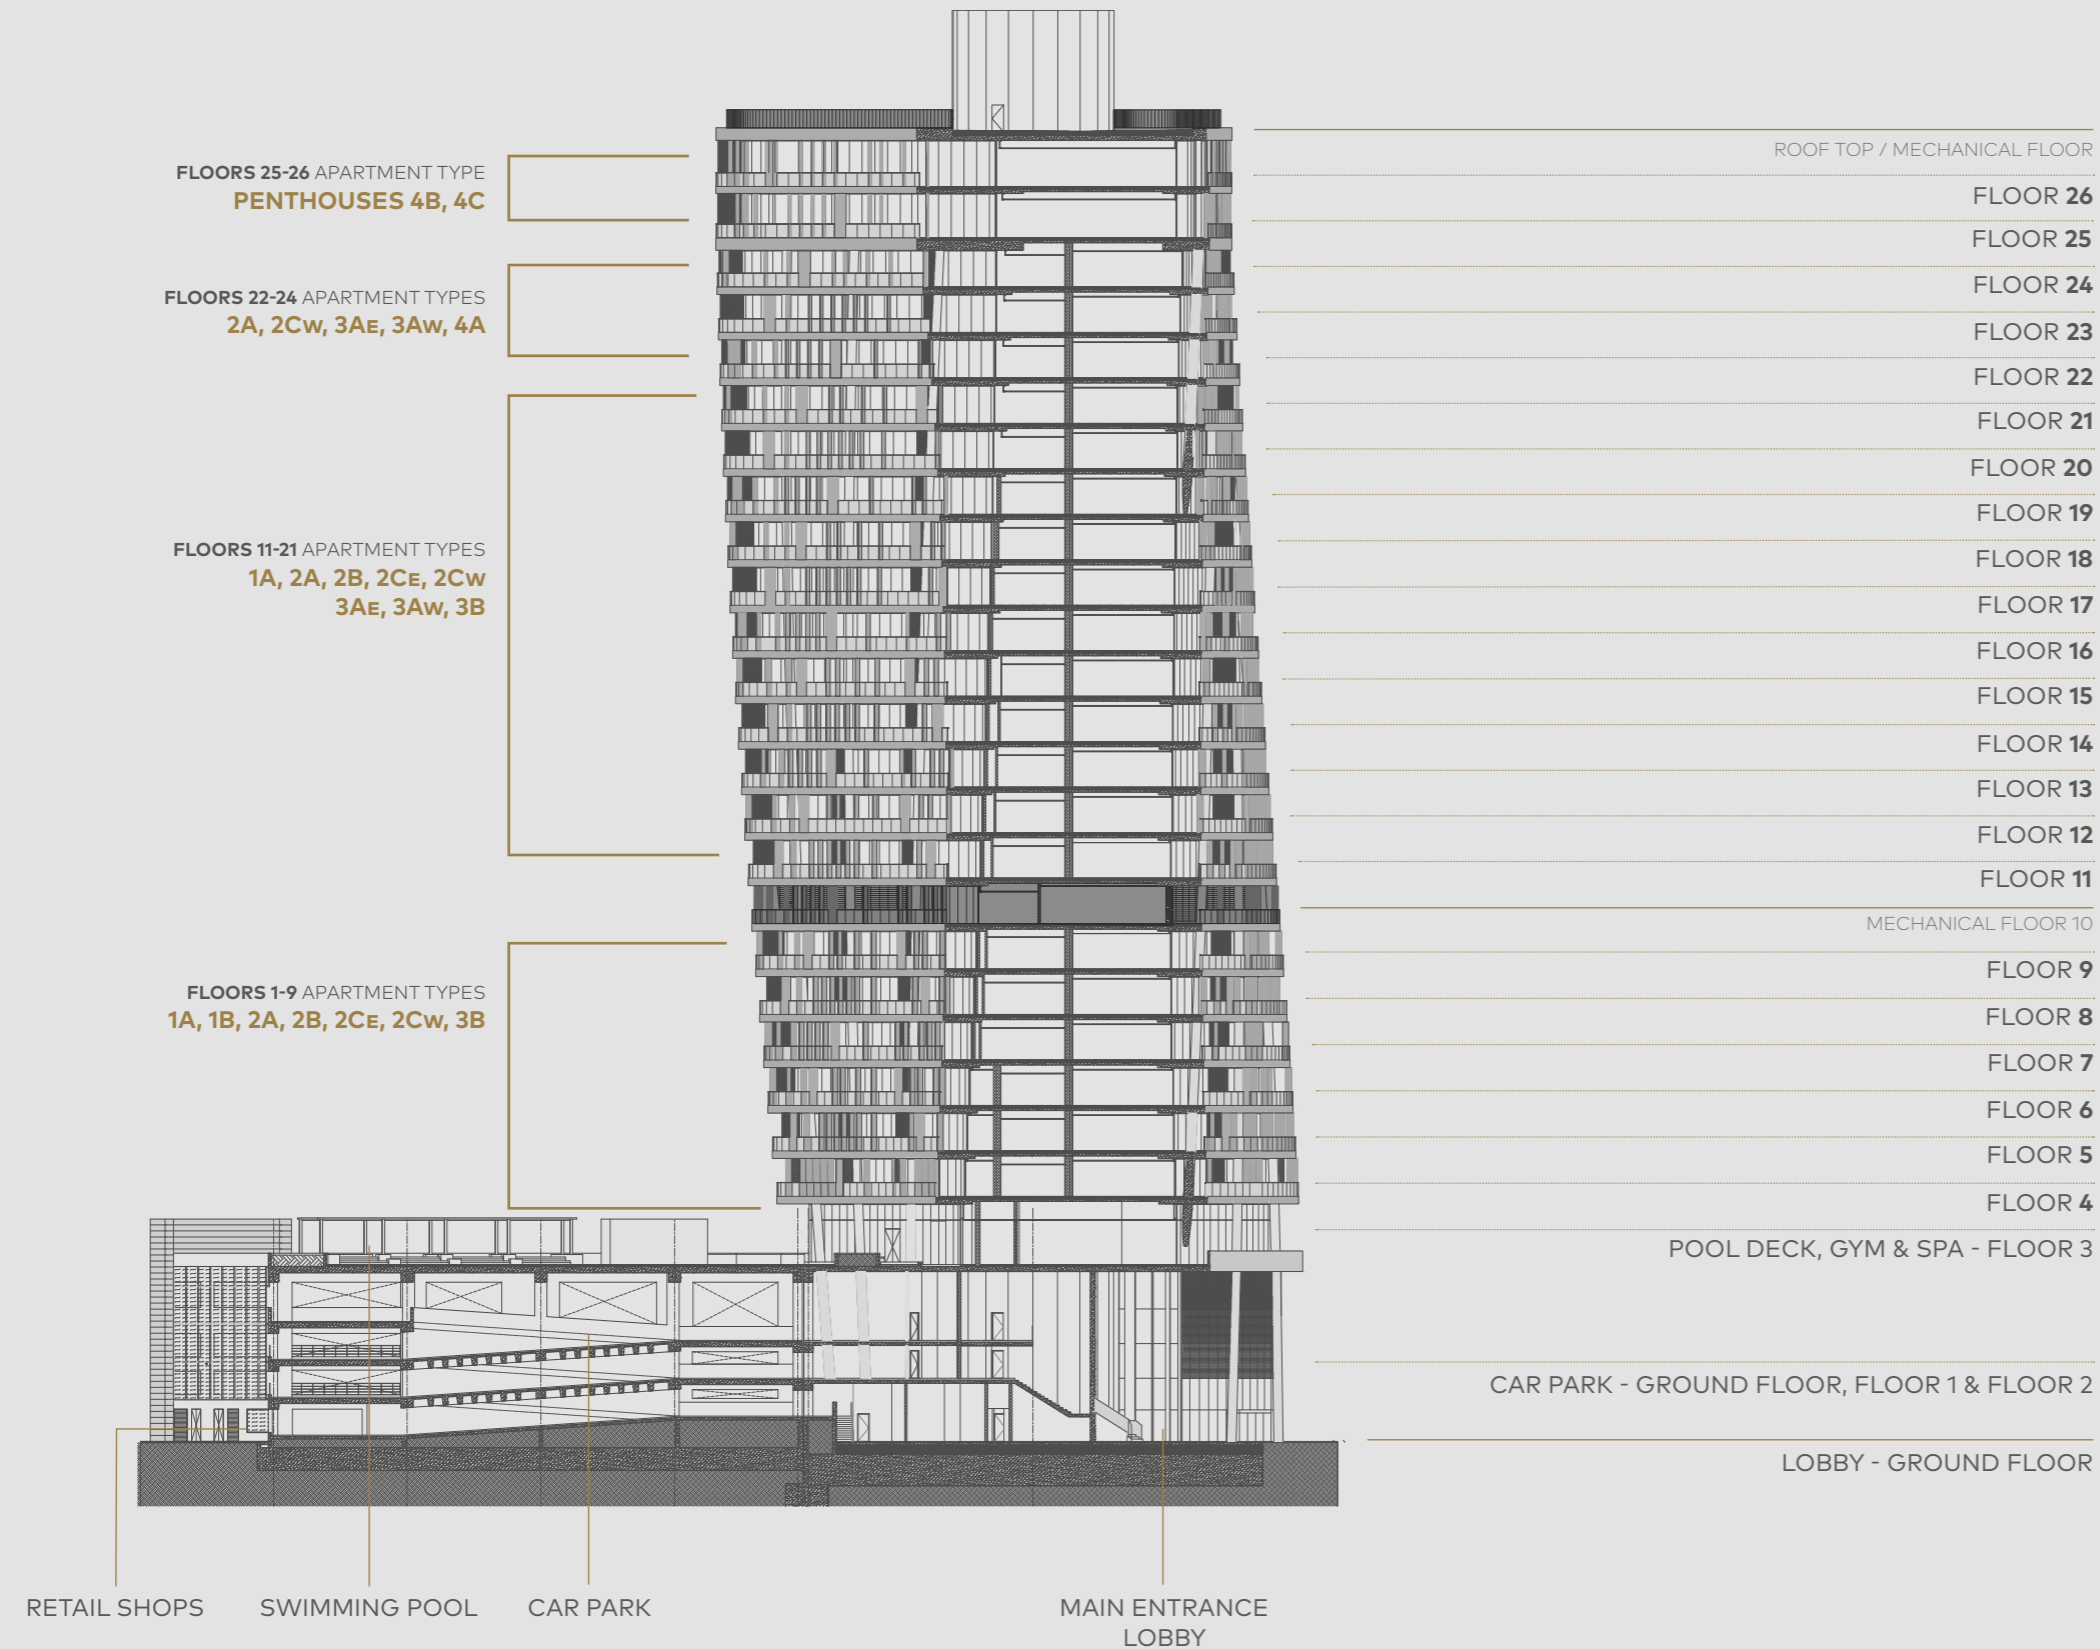 FLOORS 25-26 APARTMENT TYPE
PENTHOUSES 4B, 4C
FLOORS 22-24 APARTMENT TYPES
2A, 2Cw, 3AE, 3Aw, 4A
FLOORS 11-21 APARTMENT TYPES
1A, 2A, 2B, 2CE, 2Cw
3AE, 3Aw, 3B
FLOORS 1-9 APARTMENT TYPES
1A, 1B, 2A, 2B, 2CE, 2Cw, 3B
ROOF TOP / MECHANICAL FLOOR
FLOOR 26
FLOOR 25
FLOOR 24
FLOOR 23
FLOOR 22
FLOOR 21
FLOOR 20
FLOOR 19
FLOOR 18
FLOOR 17
FLOOR 16
FLOOR 15
FLOOR 14
FLOOR 13
FLOOR 12
FLOOR 11
MECHANICAL FLOOR 10
FLOOR 9
FLOOR 8
FLOOR 7
FLOOR 6
FLOOR 5
FLOOR 4
POOL DECK, GYM & SPA - FLOOR 3
CAR PARK - GROUND FLOOR, FLOOR 1 & FLOOR 2
LOBBY - GROUND FLOOR
RETAIL SHOPS
SWIMMING POOL
CAR PARK
MAIN ENTRANCE
LOBBY